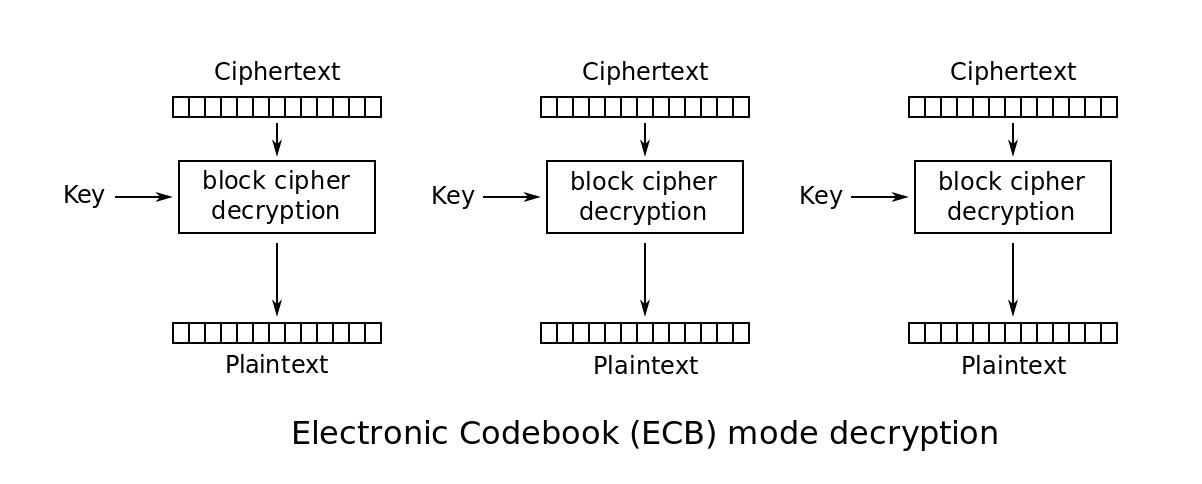 Ciphertext
Ciphertext
Ciphertext
Key
block cipher
decryption
Key
block cipher
decryption
Key
block cipher
decryption
Plaintext
Plaintext
Plaintext
Electronic Codebook (ECB) mode decryption